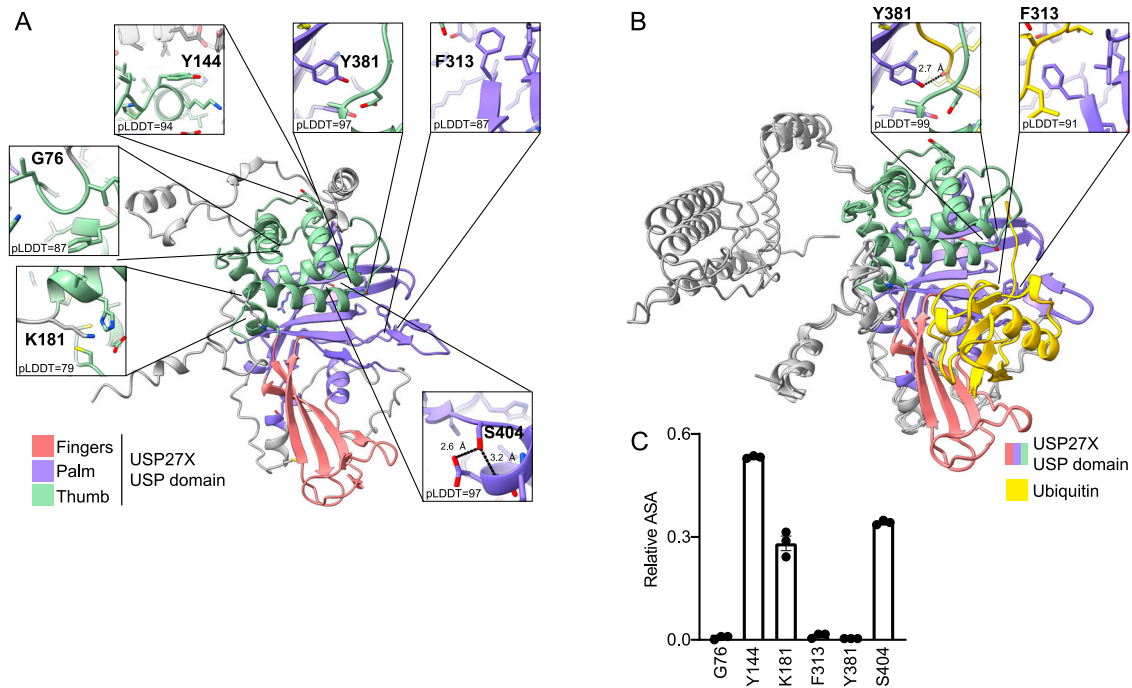 A
Y144
pLDDT=94
Y381
pLDDT=97
F313
pLDDT=87
G76
pLDDT=87
K181
pLDDT=79
S404
2.6 Å
3.2 Å
pLDDT=97
Fingers
Palm
Thumb
USP27X
USP domain
B
Y381
2.7 Å
pLDDT=99
F313
pLDDT=91
USP27X
USP domain
Ubiquitin
C
Relative ASA
0.6
0.3
0.0
G76
Y144
K181
F313
Y381
S404